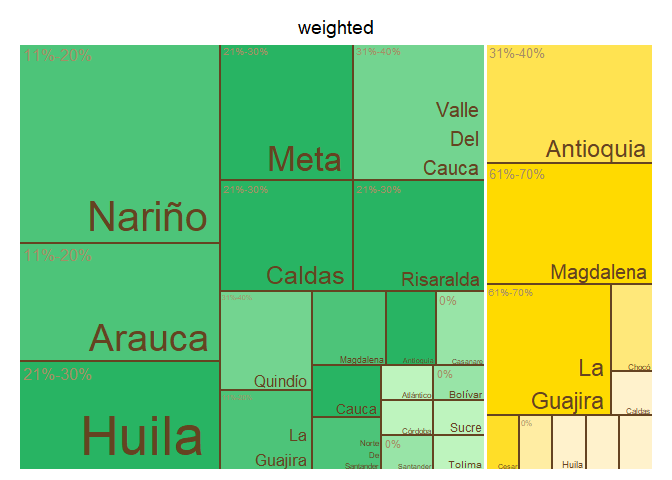 weighted
11%-20%
Nariño
21%-30%
Meta
31%-40%
Valle
Del
Cauca
31%-40%
Antioquia
61%-70%
Magdalena
21%-30%
Caldas
21%-30%
Risaralda
11%-20%
Arauca
21%-30%
Huila
31%-40%
Quindío
Magdalena
Antioquia
0%
Casanare
La
Guajira
Cauca
Atlántico
0%
Bolívar
Córdoba
Sucre
Norte
De
Santander
0%
Santander
Tolima
61%-70%
La
Guajira
Chocó
Caldas
Cesar
0%
Huila